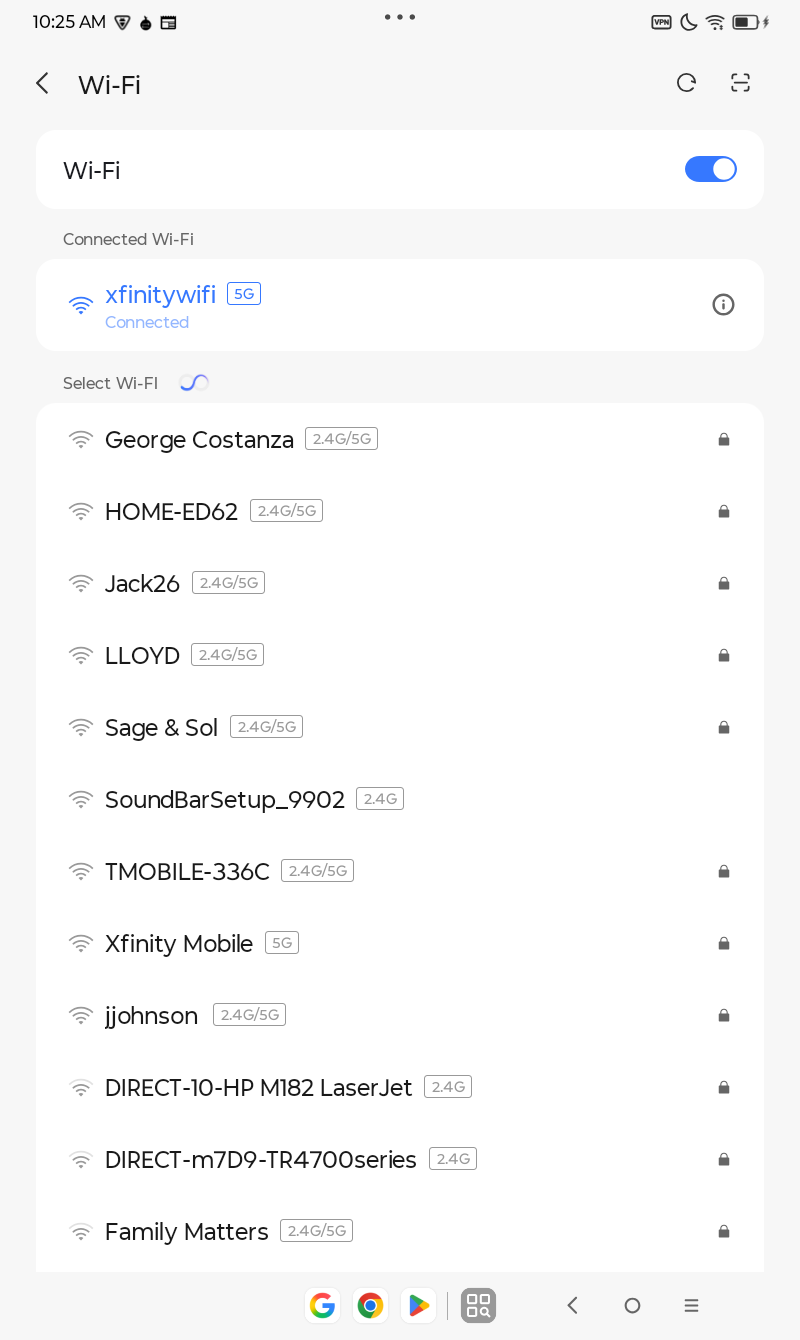 10:25 AM
VPN
Wi-Fi
Wi-Fi
Connected Wi-Fi
xfinitywifi 5G
Connected
Select Wi-FI
George Costanza 2.4G/5G
HOME-ED62 2.4G/5G
Jack26 2.4G/5G
LLOYD 2.4G/5G
Sage & Sol 2.4G/5G
SoundBarSetup_9902 2.4G
TMOBILE-336C 2.4G/5G
Xfinity Mobile 5G
jjohnson 2.4G/5G
DIRECT-10-HP M182 LaserJet 2.4G
DIRECT-m7D9-TR4700series 2.4G
Family Matters 2.4G/5G